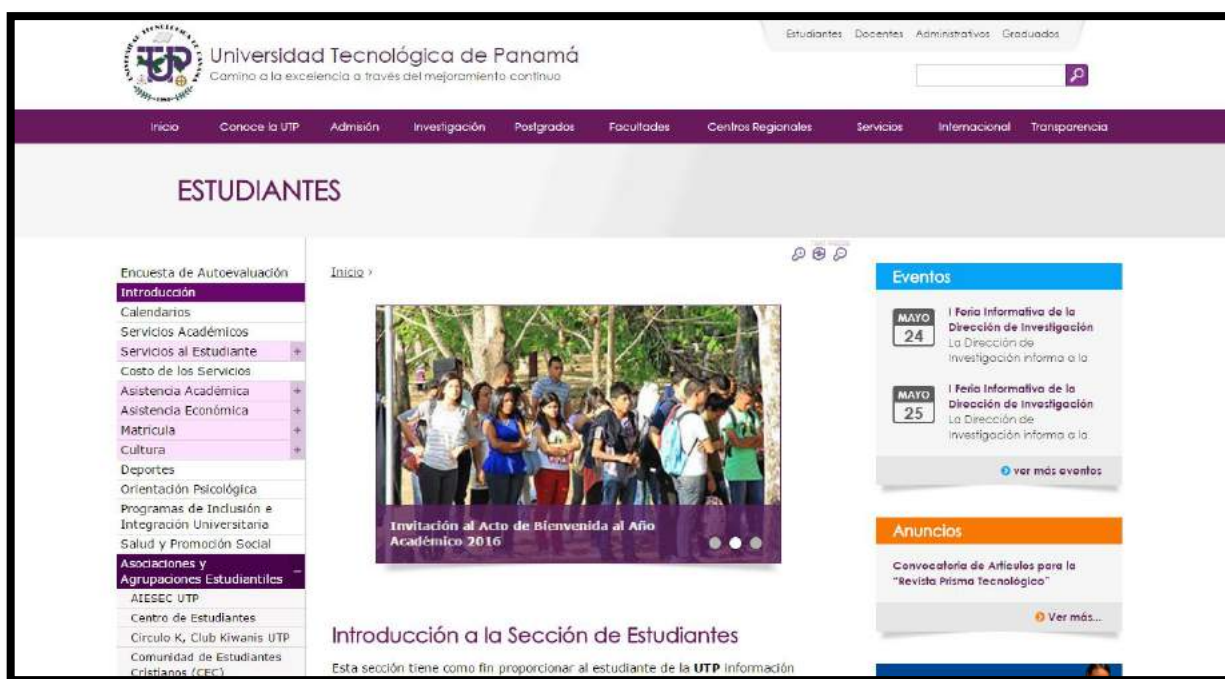 Estudiantes Docentes Administrativos Graduados
Universidad Tecnológica de Panamá
Camino a la excelencia a través del mejoramiento continuo
Inicio Conoce la UTP Admisión Investigación Postgrados Facultades Centros Regionales Servicios Internacional Transparencia
ESTUDIANTES
Encuesta de Autoevaluación
Introducción
Calendarios
Servicios Académicos
Servicios al Estudiante +
Costo de los Servicios
Asistencia Académica +
Asistencia Económica +
Matricula +
Cultura +
Deportes
Orientación Psicológica
Programas de Inclusión e
Integración Universitaria
Salud y Promoción Social
Asociaciones y
Agrupaciones Estudiantiles –
AIESEC UTP
Centro de Estudiantes
Circulo K, Club Kiwanis UTP
Comunidad de Estudiantes
Cristianos (CEC)
Inicio ›
Invitación al Acto de Bienvenida al Año
Académico 2016
Introducción a la Sección de Estudiantes
Esta sección tiene como fin proporcionar al estudiante de la UTP información
Eventos
MAYO
24
I Feria Informativa de la
Dirección de Investigación
La Dirección de
Investigación informa a la
MAYO
25
I Feria Informativa de la
Dirección de Investigación
La Dirección de
Investigación informa a la
ver más eventos
Anuncios
Convocatoria de Artículos para la
"Revista Prisma Tecnológico"
Ver más...